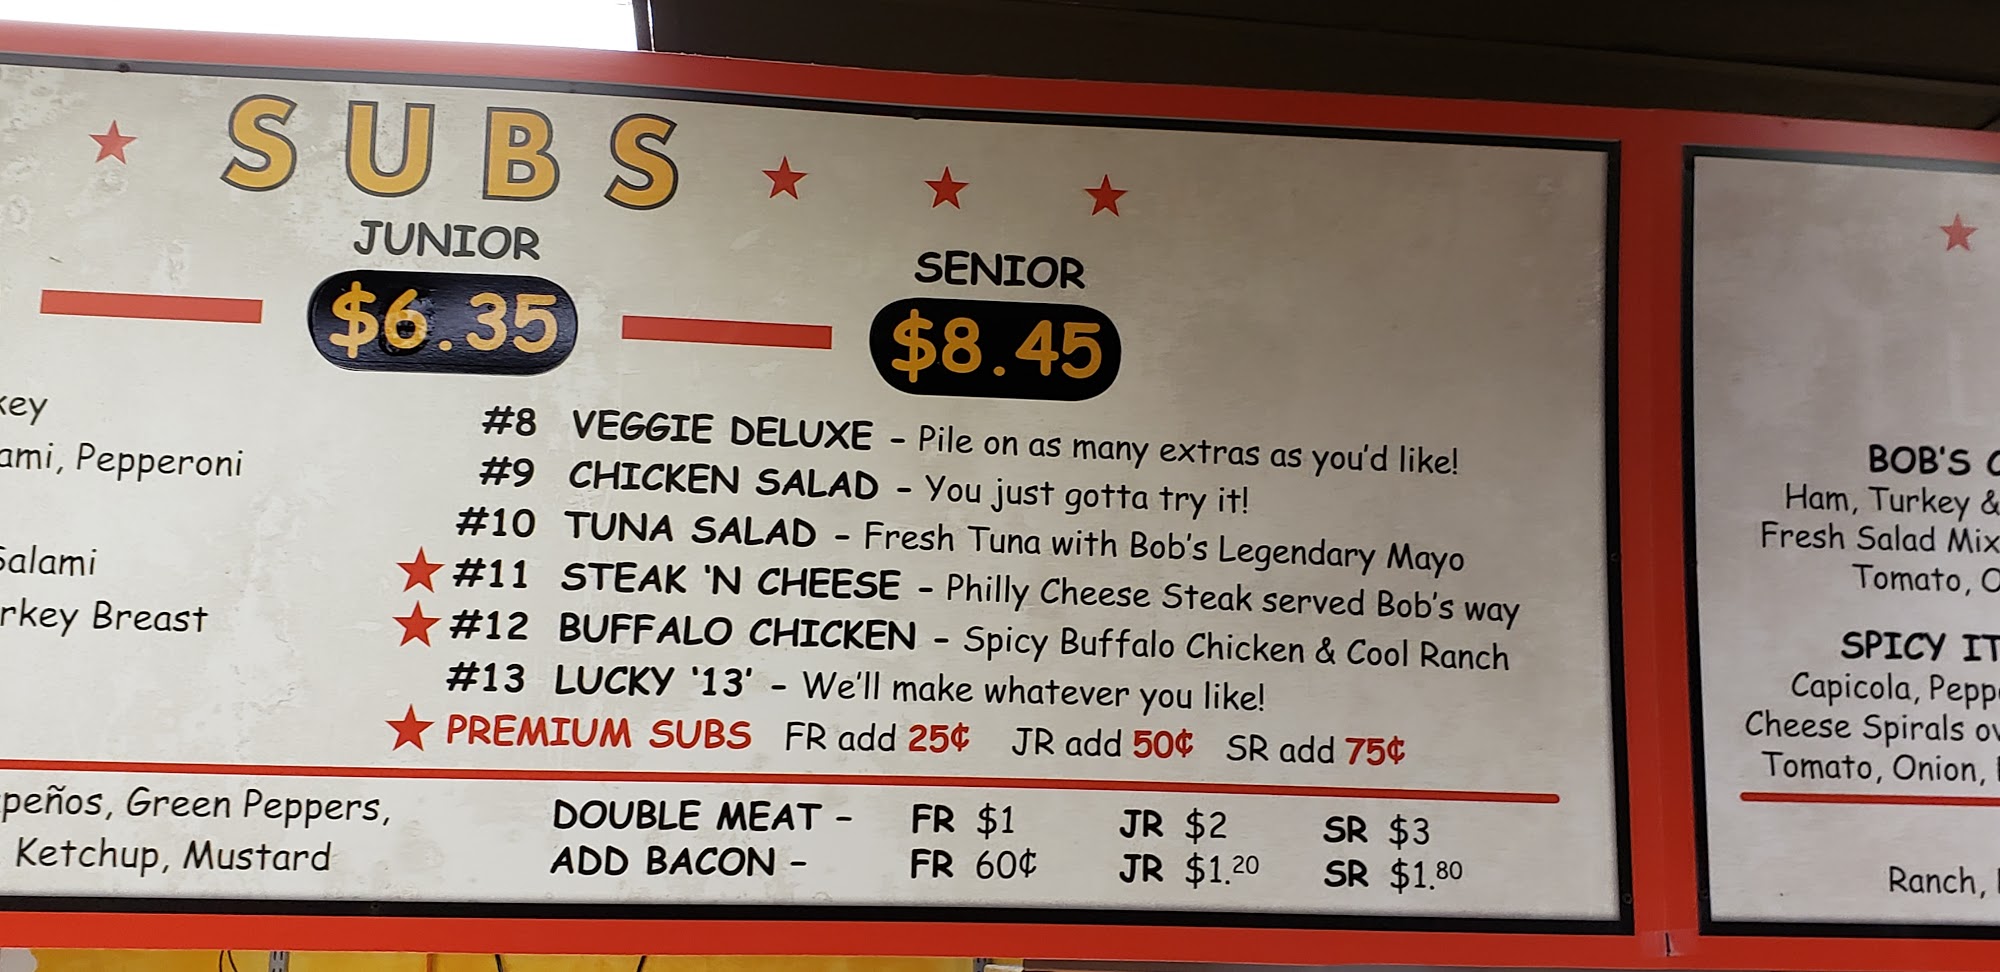 SUBS
JUNIOR
$6.35
SENIOR
$8.45
#8 VEGGIE DELUXE - Pile on as many extras as you'd like!
#9 CHICKEN SALAD - You just gotta try it!
#10 TUNA SALAD - Fresh Tuna with Bob's Legendary Mayo
#11 STEAK 'N CHEESE - Philly Cheese Steak served Bob's way
#12 BUFFALO CHICKEN - Spicy Buffalo Chicken & Cool Ranch
#13 LUCKY '13' - We'll make whatever you like!
PREMIUM SUBS FR add 25¢ JR add 50¢ SR add 75¢
DOUBLE MEAT - FR $1 JR $2 SR $3
ADD BACON - FR 60¢ JR $1.20 SR $1.80
key
ami, Pepperoni
Salami
rkey Breast
peños, Green Peppers,
Ketchup, Mustard
BOB'S
Ham, Turkey &
Fresh Salad Mix
Tomato, O
SPICY IT
Capicola, Peppe
Cheese Spirals ov
Tomato, Onion,
Ranch,